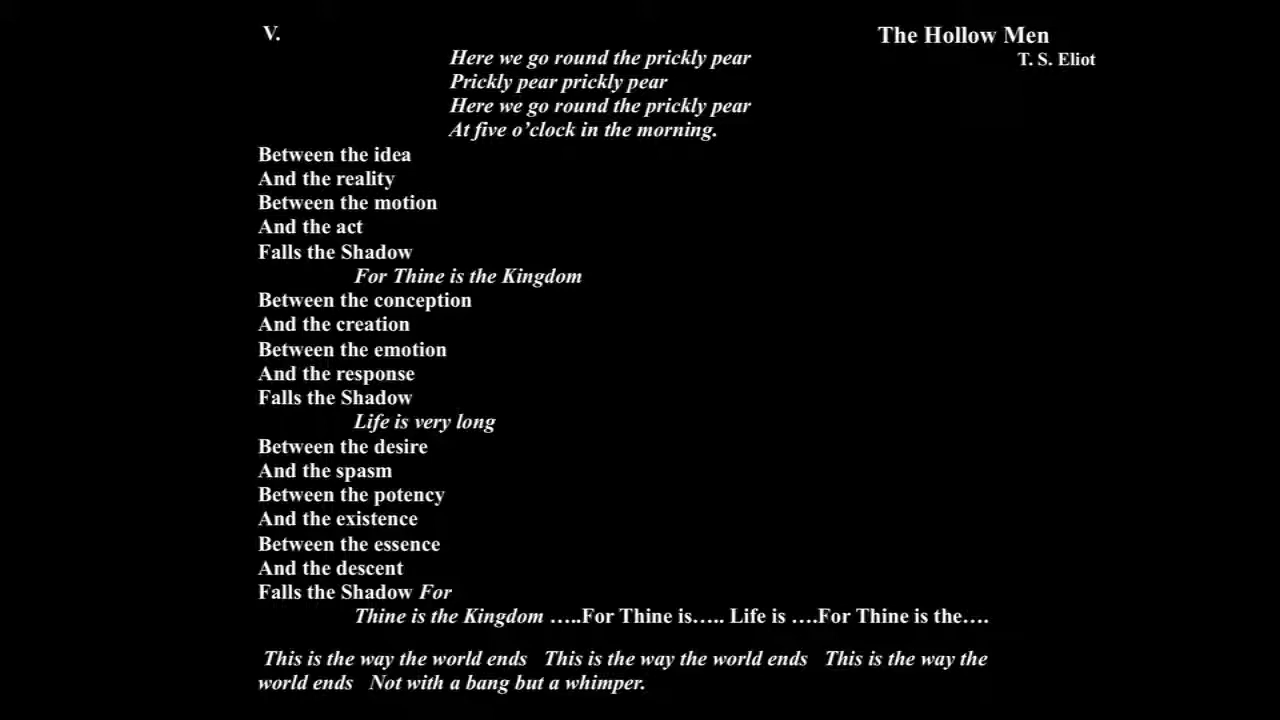 V.
The Hollow Men
T. S. Eliot
Here we go round the prickly pear
Prickly pear prickly pear
Here we go round the prickly pear
At five o’clock in the morning.
Between the idea
And the reality
Between the motion
And the act
Falls the Shadow
For Thine is the Kingdom
Between the conception
And the creation
Between the emotion
And the response
Falls the Shadow
Life is very long
Between the desire
And the spasm
Between the potency
And the existence
Between the essence
And the descent
Falls the Shadow For
Thine is the Kingdom …..For Thine is….. Life is ….For Thine is the….
This is the way the world ends   This is the way the world ends   This is the way the
world ends   Not with a bang but a whimper.